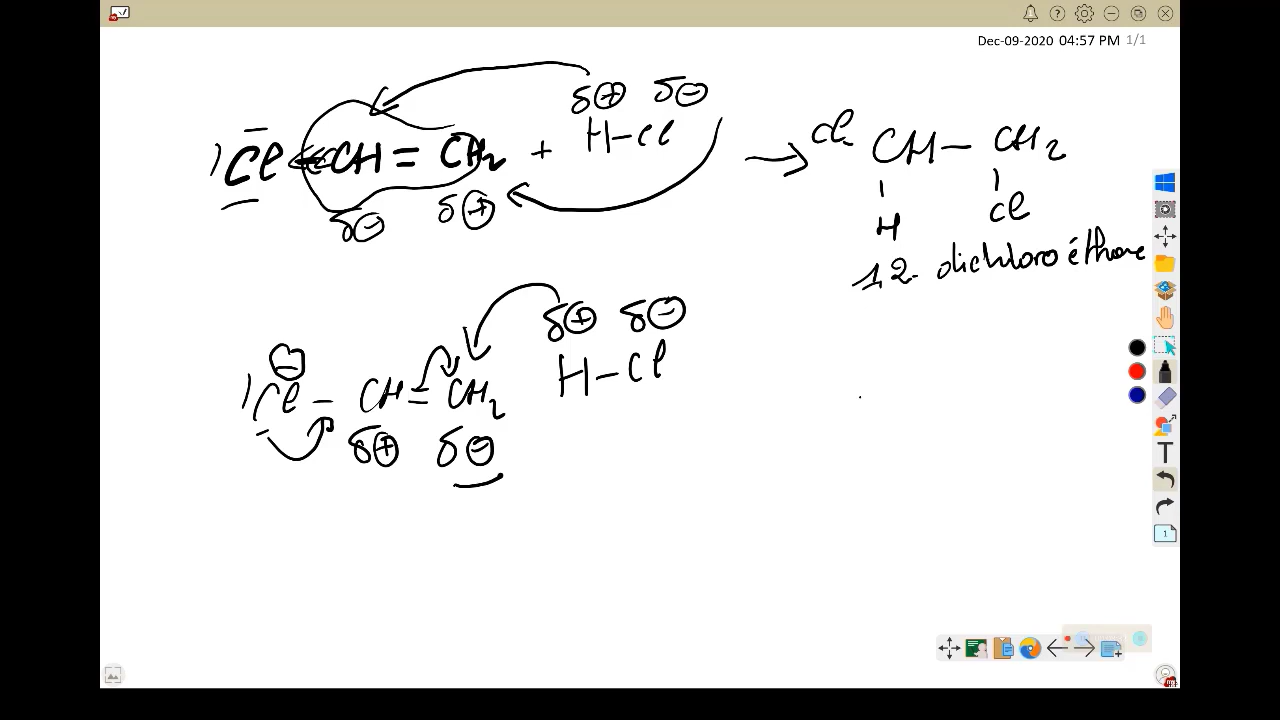 Dec-09-2020 04:57 PM 1/1
δ⊕ δ⊖
Cl CH = CH2 + H-Cl → Cl CH - CH2
δ⊖ δ⊕
H Cl
1,2- dichloro éthane
δ⊕ δ⊖
Cl - CH = CH2 H-Cl
δ⊕ δ⊖
T
1